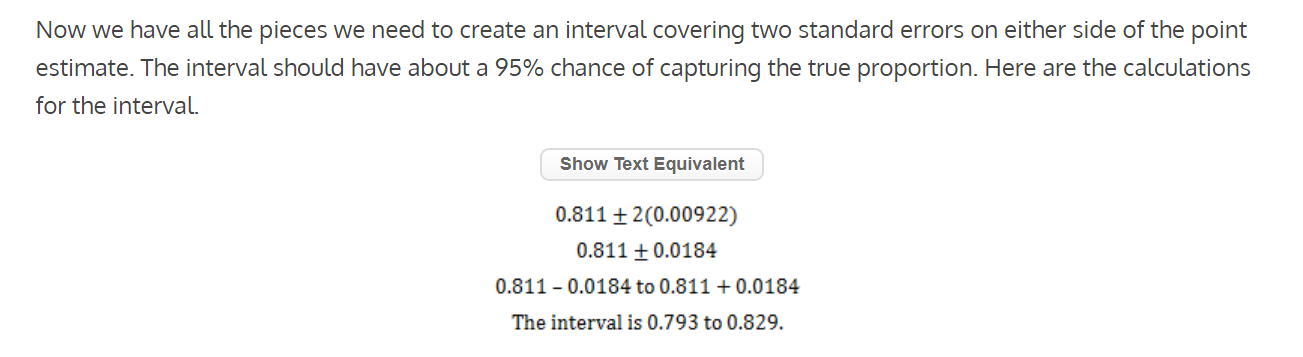 Now we have all the pieces we need to create an interval covering two standard errors on either side of the point
estimate. The interval should have about a 95% chance of capturing the true proportion. Here are the calculations
for the interval.
Show Text Equivalent
0.811 ± 2(0.00922)
0.811 ± 0.0184
0.811 – 0.0184 to 0.811 + 0.0184
The interval is 0.793 to 0.829.